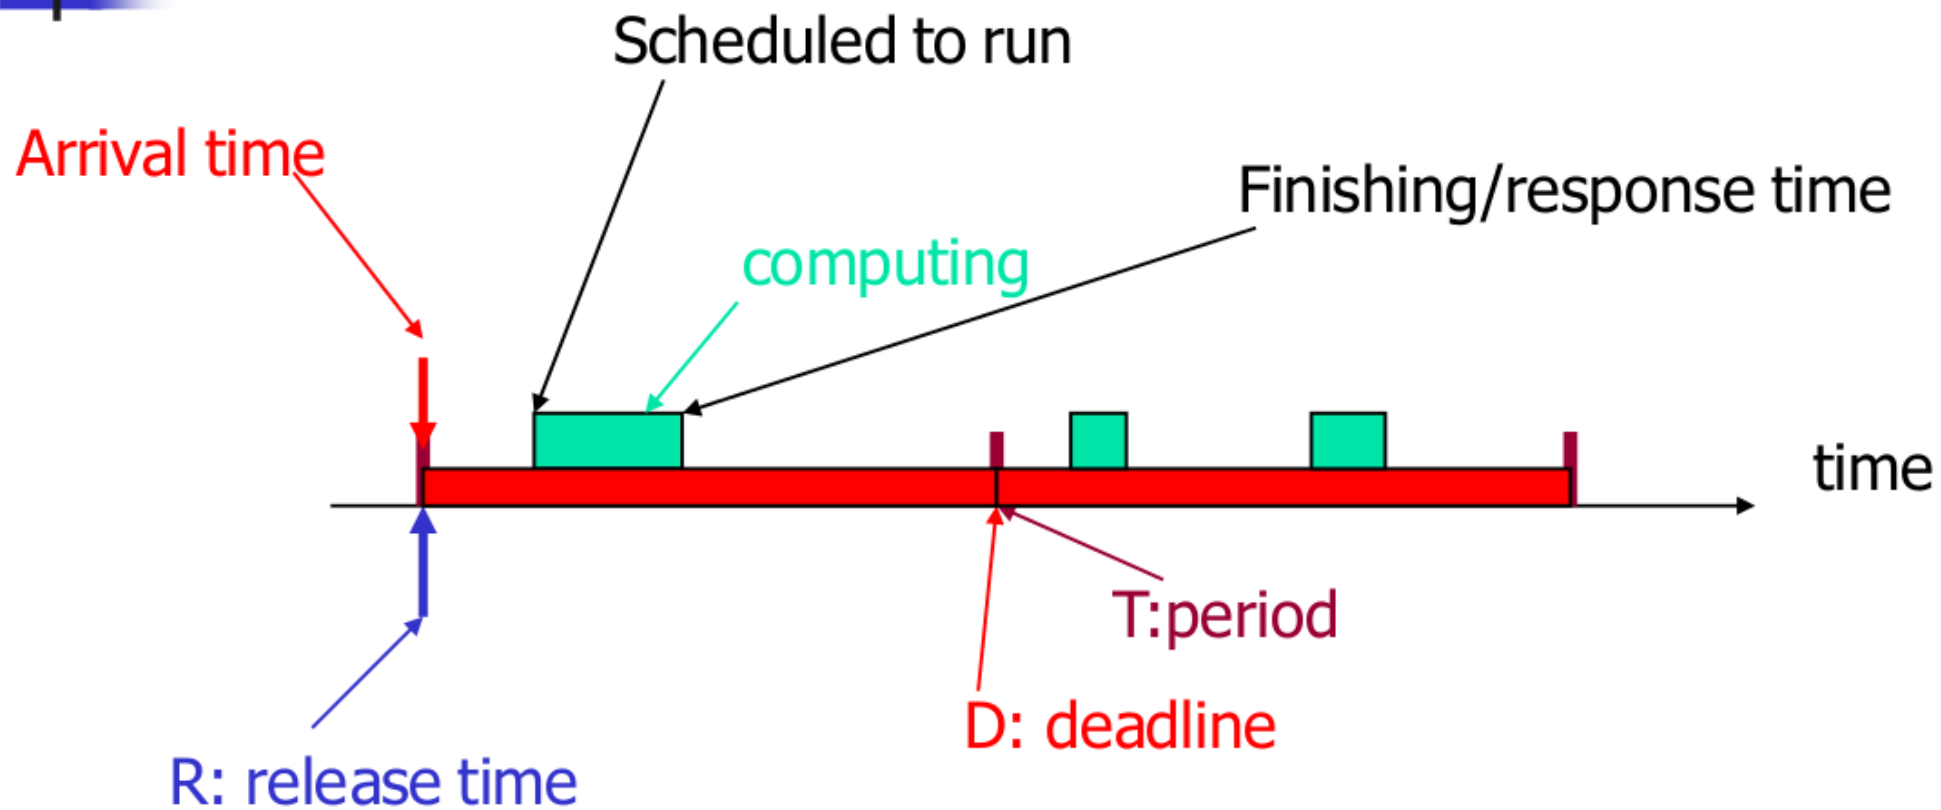 Scheduled to run
Arrival time
Finishing/response time
computing
time
T:period
D: deadline
R: release time